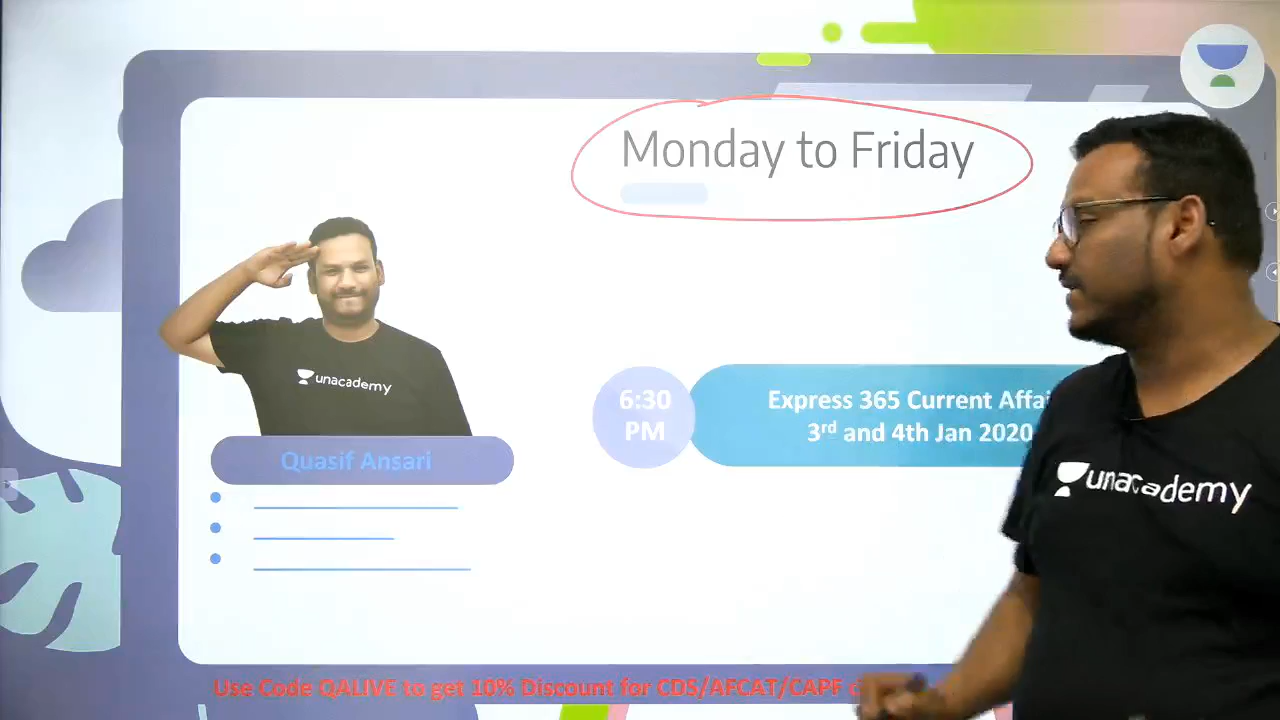 Monday to Friday
unacademy
6:30
PM
Express 365 Current
3rd and 4th Jan 2020
Quasif Ansari
unacademy
Use Code QALIVE to get 10% Discount for CDS/AFCAT/CAPF